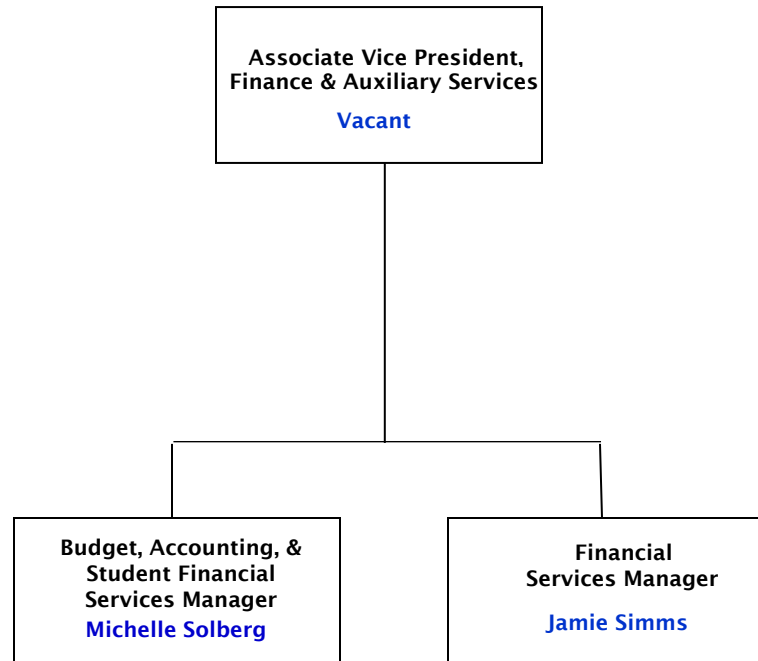 Associate Vice President,
Finance & Auxiliary Services
Vacant
Budget, Accounting, &
Student Financial
Services Manager
Michelle Solberg
Financial
Services Manager
Jamie Simms